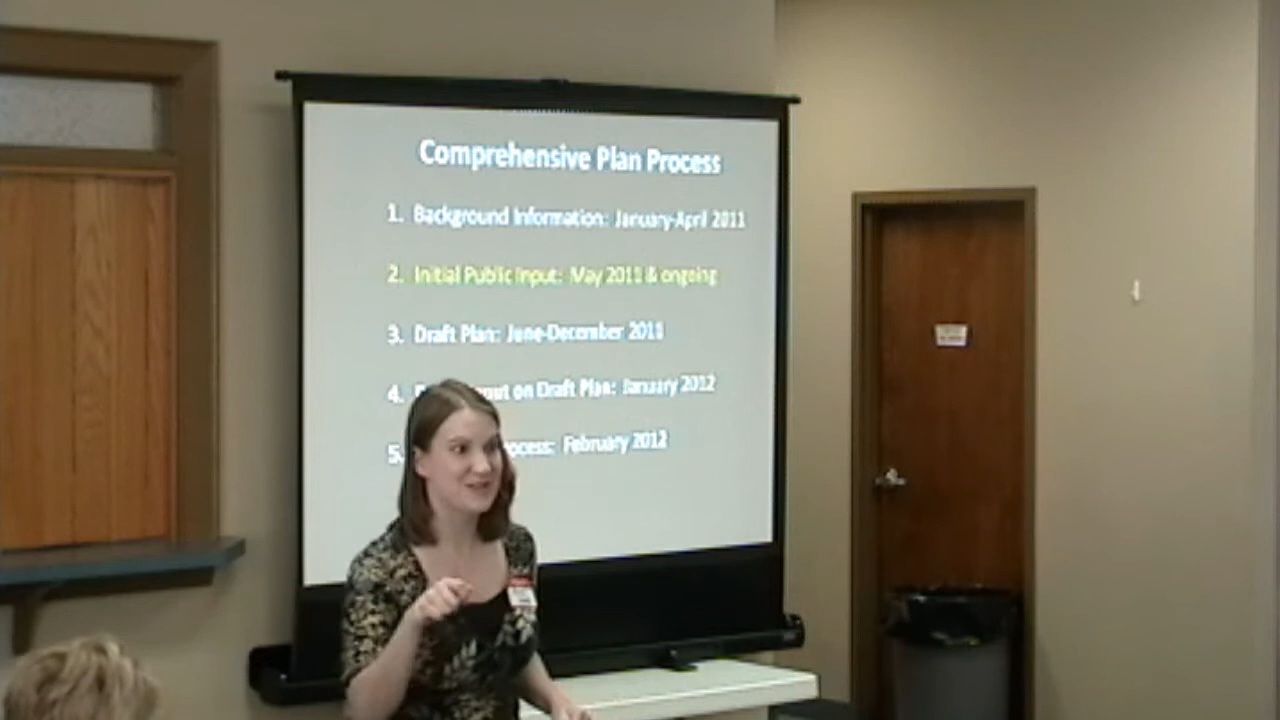 Comprehensive Plan Process
1. Background Information: January-April 2011
2. Initial Public Input: May 2011 & ongoing
3. Draft Plan: June-December 2011
4. on Draft Plan: January 2012
5. February 2012